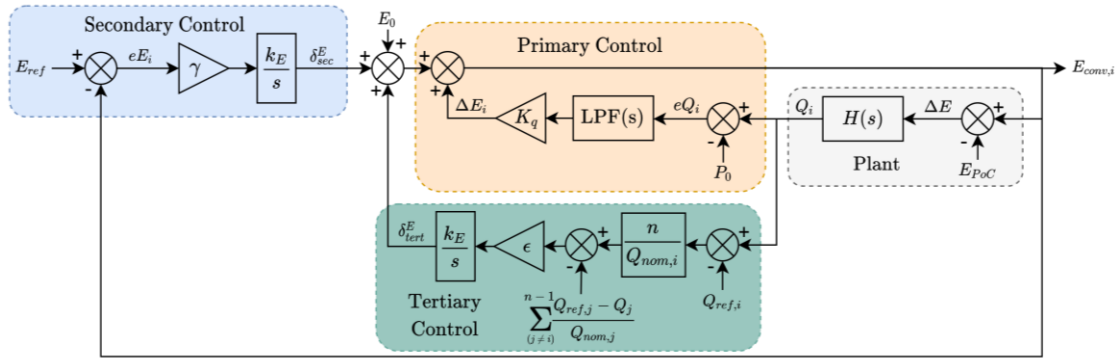 Secondary Control
E_ref
+
-
eE_i
γ
k_E
s
δ^E_sec
E_0
+
+
+
Primary Control
+
+
ΔE_i
K_q
LPF(s)
eQ_i
+
-
P_0
E_conv,i
Q_i
H(s)
ΔE
+
-
E_PoC
Plant
δ^E_tert
k_E
s
ϵ
+
-
n
Q_nom,i
+
-
Q_ref,i
Tertiary
Control
n-1
∑
(j≠i)
Q_ref,j - Q_j
Q_nom,j